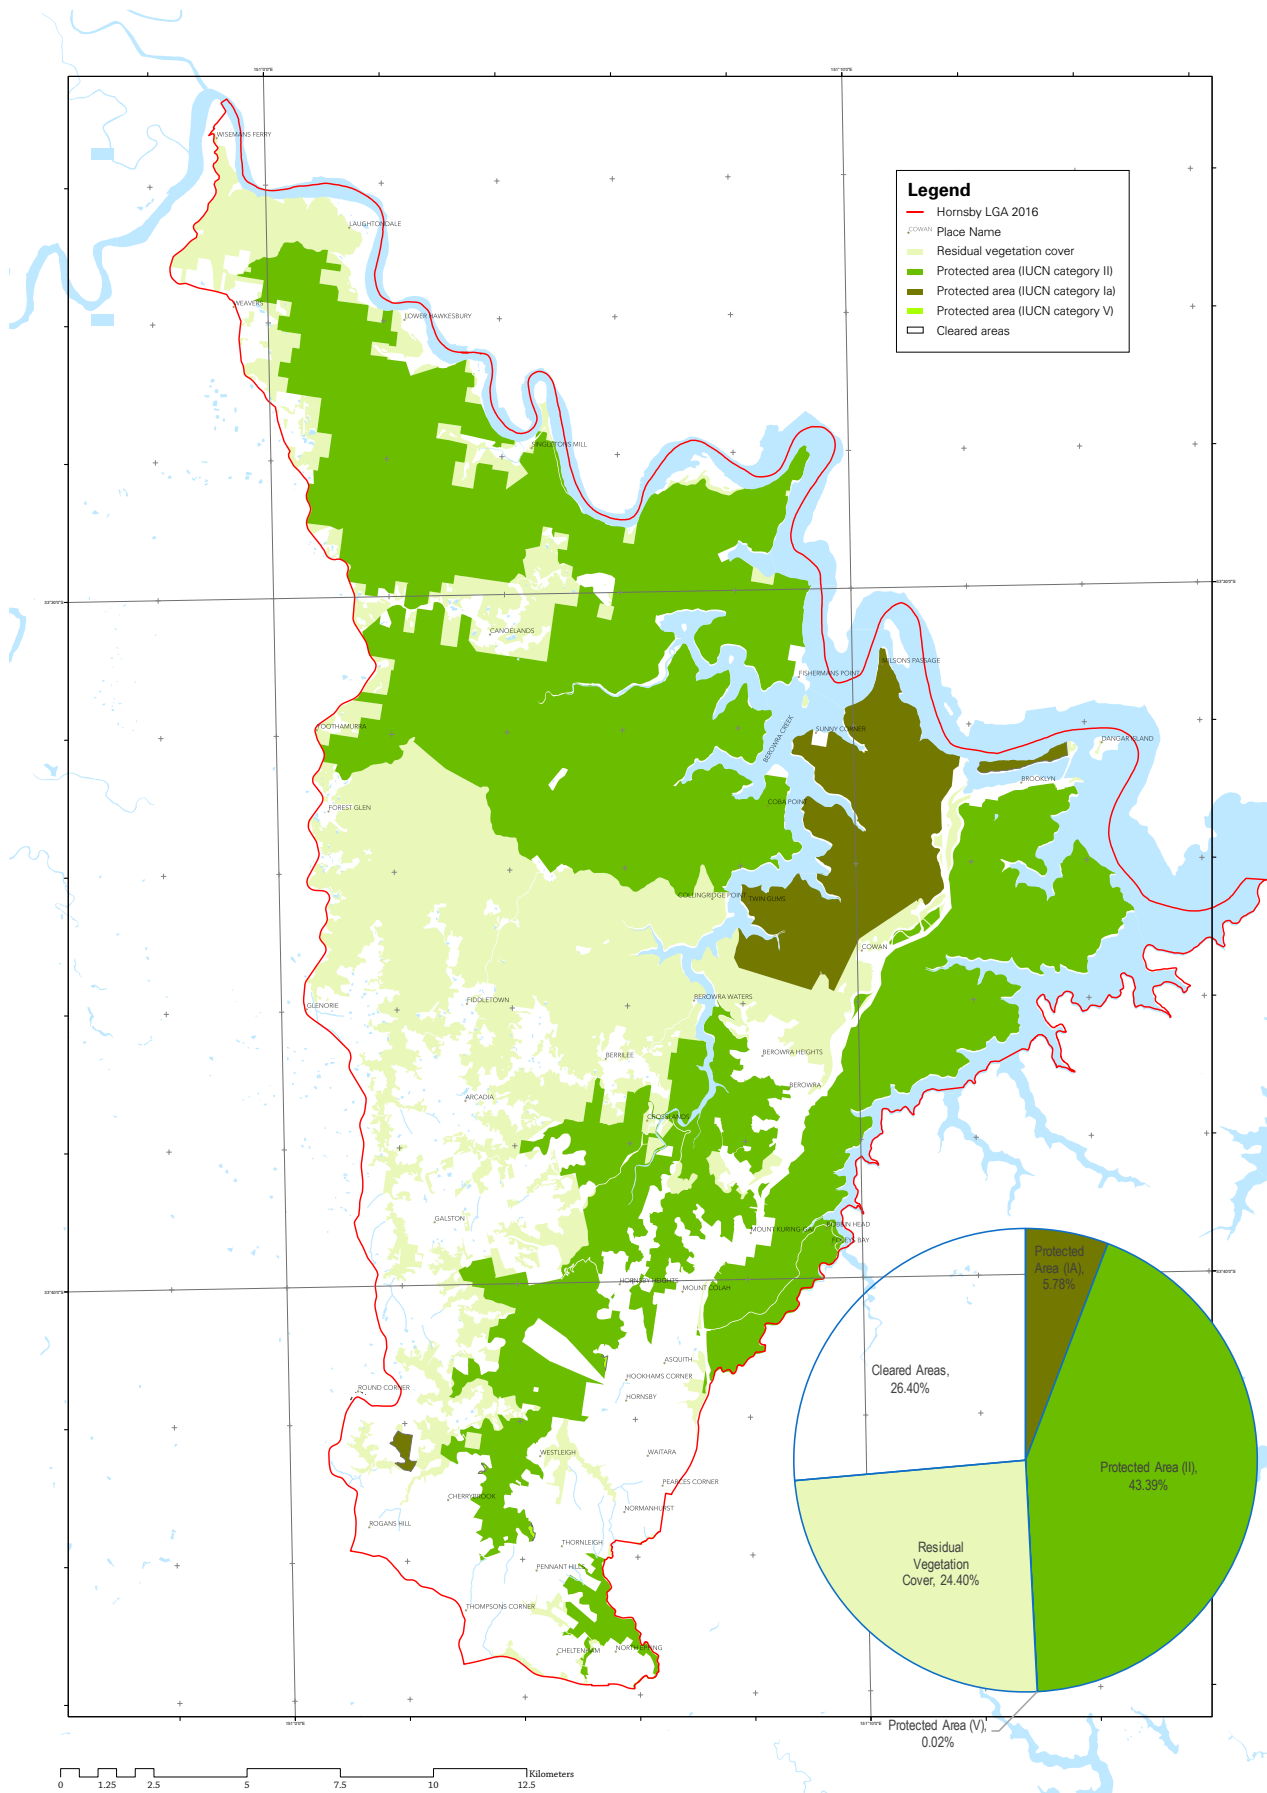 WISEMANS FERRY
LAUGHTONDALE
WEAVERS
LOWER HAWKESBURY
SINGLETONS MILL
CANOELANDS
FISHERMANS POINT
MILSONS PASSAGE
SUNNY CORNER
BEROWRA CREEK
DANGAR ISLAND
BROOKLYN
COBA POINT
FOREST GLEN
COLLINGRIDGE POINT
TWIN GUMS
COWAN
BEROWRA WATERS
GLENORIE
FIDDLETOWN
BERRILEE
BEROWRA HEIGHTS
BEROWRA
ARCADIA
CROSSLANDS
GALSTON
MOUNT KURING-GAI
BOBBIN HEAD
HORNSBY HEIGHTS
MOUNT COLAH
ASQUITH
HOOKHAMS CORNER
HORNSBY
ROUND CORNER
WESTLEIGH
WAITARA
PEARCES CORNER
CHERRYBROOK
NORMANHURST
ROGANS HILL
THORNLEIGH
PENNANT HILLS
THOMPSONS CORNER
CHELTENHAM
NORTH EPPING
Legend
Hornsby LGA 2016
COWAN Place Name
Residual vegetation cover
Protected area (IUCN category II)
Protected area (IUCN category Ia)
Protected area (IUCN category V)
Cleared areas
Protected
Area (IA),
5.78%
Cleared Areas,
26.40%
Protected Area (II),
43.39%
Residual
Vegetation
Cover, 24.40%
Protected Area (V),
0.02%
0 1.25 2.5 5 7.5 10 12.5
Kilometers